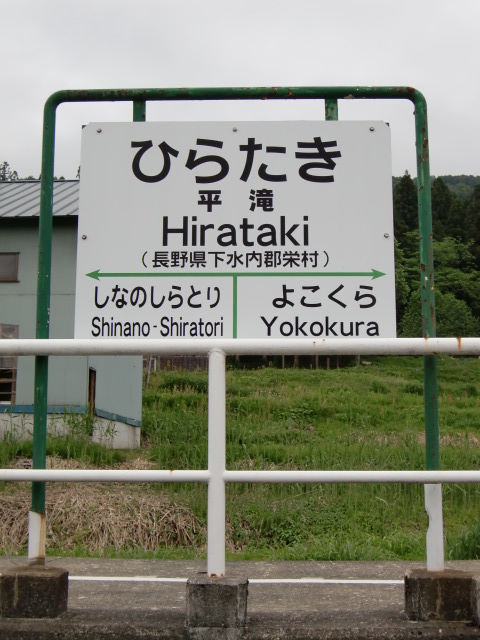 ひらたき
平滝
Hirataki
(長野県下水内郡栄村)
しなのしらとり よこくら
Shinano-Shiratori Yokokura